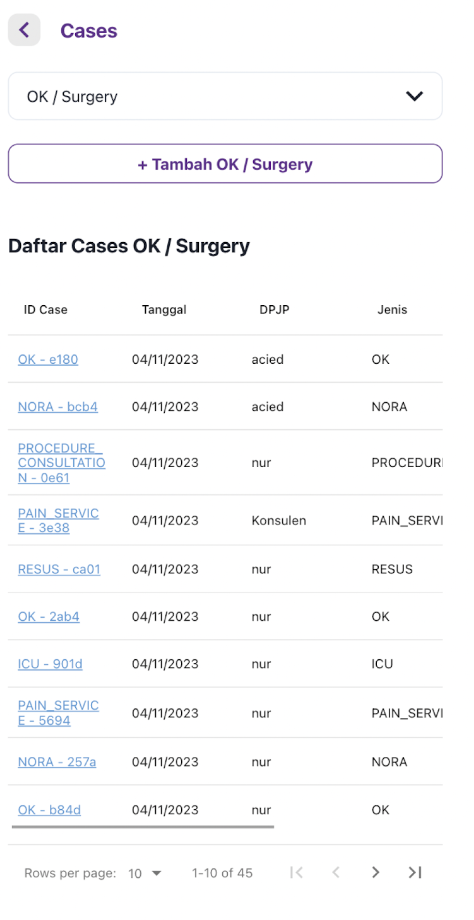 Cases
OK / Surgery
+ Tambah OK / Surgery
Daftar Cases OK / Surgery
ID Case Tanggal DPJP Jenis
OK - e180 04/11/2023 acied OK
NORA - bcb4 04/11/2023 acied NORA
PROCEDURE_
CONSULTATIO 04/11/2023 nur PROCEDURI
N - 0e61
PAIN_SERVIC
E - 3e38 04/11/2023 Konsulen PAIN_SERVI
RESUS - ca01 04/11/2023 nur RESUS
OK - 2ab4 04/11/2023 nur OK
ICU - 901d 04/11/2023 nur ICU
PAIN_SERVIC
E - 5694 04/11/2023 nur PAIN_SERVI
NORA - 257a 04/11/2023 nur NORA
OK - b84d 04/11/2023 nur OK
Rows per page: 10 1-10 of 45